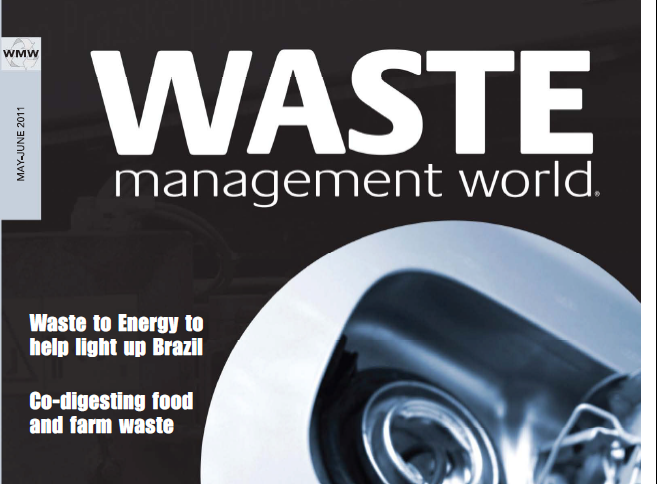 WMW
MAY-JUNE 2011
WASTE
management world®
Waste to Energy to
help light up Brazil
Co-digesting food
and farm waste